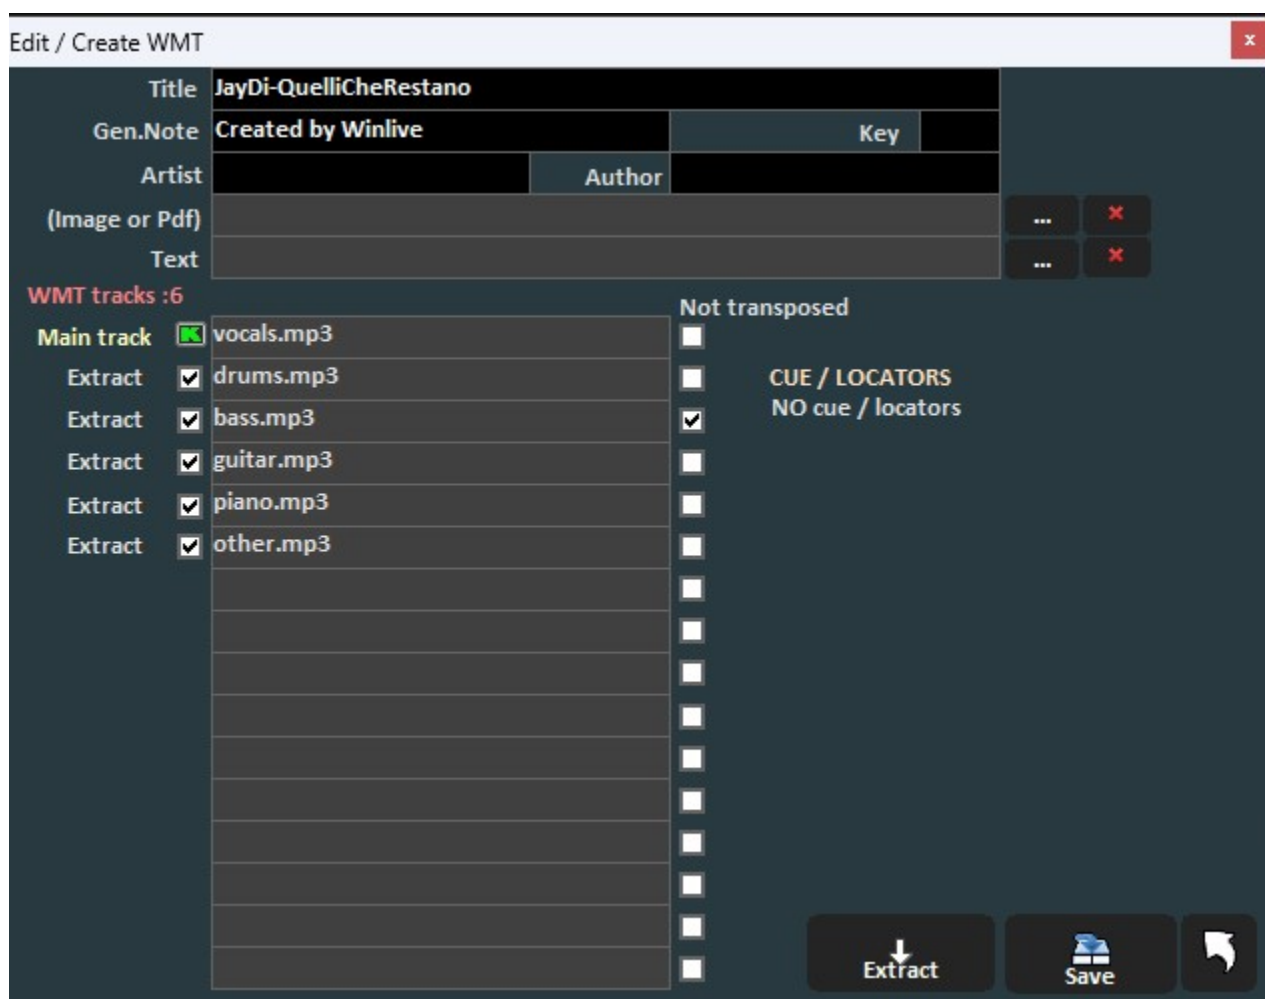 Edit / Create WMT
x
Title JayDi-QuelliCheRestano
Gen.Note Created by Winlive Key
Artist Author
(Image or Pdf) ...
Text ...
WMT tracks :6
Not transposed
Main track K vocals.mp3
Extract drums.mp3 CUE / LOCATORS
Extract bass.mp3 NO cue / locators
Extract guitar.mp3
Extract piano.mp3
Extract other.mp3
Extract Save